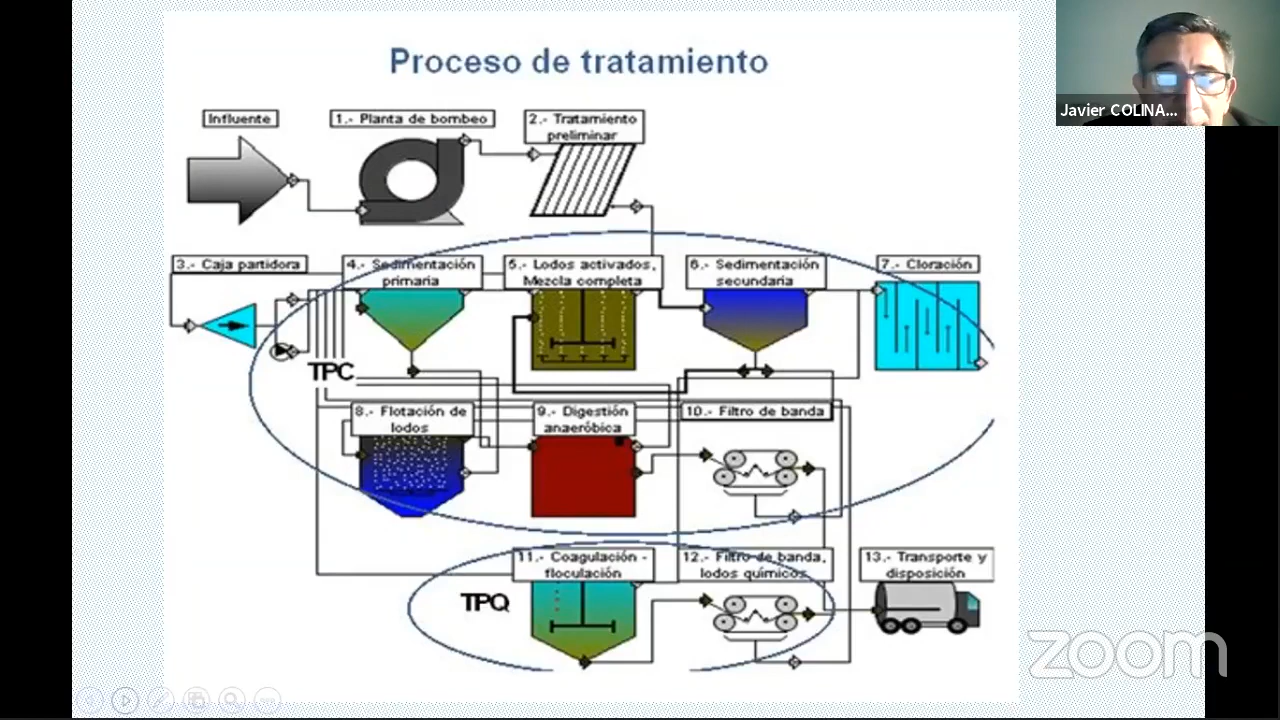 Proceso de tratamiento
Javier COLINA...
Influente
1.- Planta de bombeo
2.- Tratamiento
preliminar
3.- Caja partidora
4.- Sedimentación
primaria
5.- Lodos activados,
Mezcla completa
6.- Sedimentación
secundaria
7.- Cloración
TPC
8.- Flotación de
lodos
9.- Digestión
anaeróbica
10.- Filtro de banda
11.- Coagulación -
floculación
12.- Filtro de banda,
lodos químicos
13.- Transporte y
disposición
TPQ
zoom